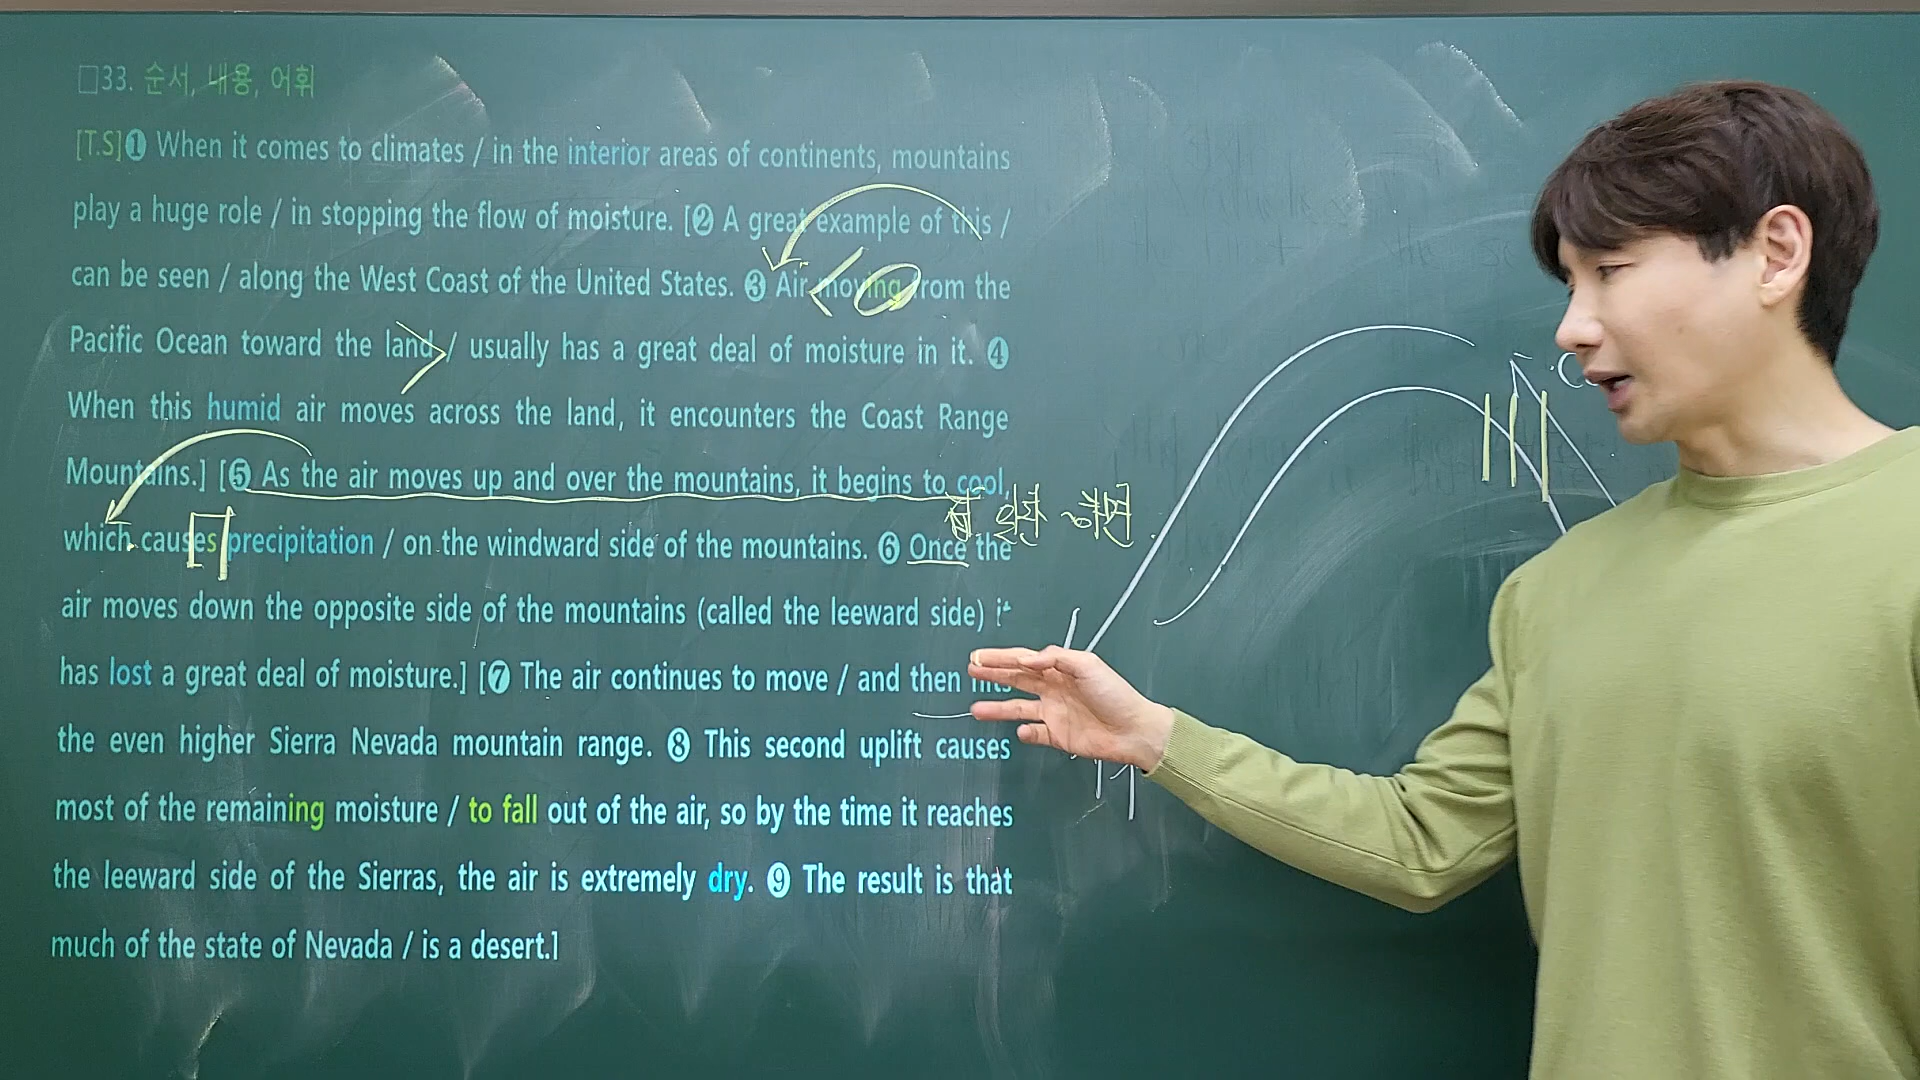 □33. 순서, 내용, 어휘
[T.S]❶ When it comes to climates / in the interior areas of continents, mountains
play a huge role / in stopping the flow of moisture. [❷ A great example of this /
can be seen / along the West Coast of the United States. ❸ Air moving from the
Pacific Ocean toward the land / usually has a great deal of moisture in it. ❹
When this humid air moves across the land, it encounters the Coast Range
Mountains.] [❺ As the air moves up and over the mountains, it begins to cool,
which causes precipitation / on the windward side of the mountains. ❻ Once the
air moves down the opposite side of the mountains (called the leeward side) it
has lost a great deal of moisture.] [❼ The air continues to move / and then hits
the even higher Sierra Nevada mountain range. ❽ This second uplift causes
most of the remaining moisture / to fall out of the air, so by the time it reaches
the leeward side of the Sierras, the air is extremely dry. ❾ The result is that
much of the state of Nevada / is a desert.]